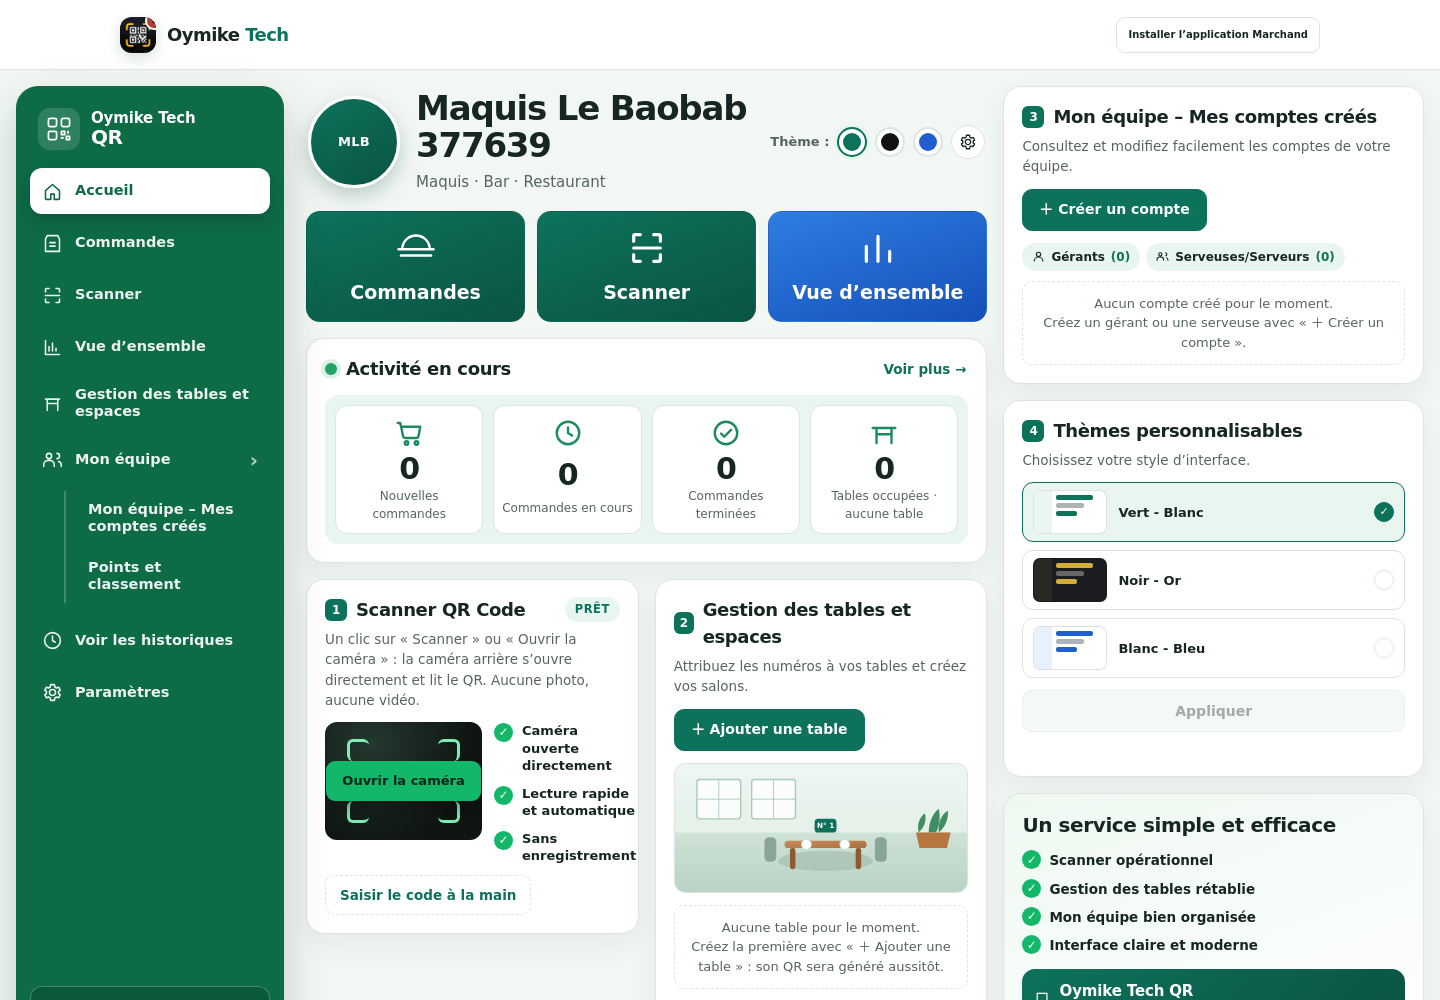 Oymike Tech
Installer l’application Marchand
Oymike Tech
QR
Accueil
Commandes
Scanner
Vue d’ensemble
Gestion des tables et
espaces
Mon équipe ›
Mon équipe – Mes
comptes créés
Points et
classement
Voir les historiques
Paramètres
MLB
Maquis Le Baobab
377639
Maquis · Bar · Restaurant
Thème :
Commandes
Scanner
Vue d’ensemble
Activité en cours
Voir plus →
0
Nouvelles
commandes
0
Commandes en cours
0
Commandes
terminées
0
Tables occupées ·
aucune table
1 Scanner QR Code
PRÊT
Un clic sur « Scanner » ou « Ouvrir la
caméra » : la caméra arrière s’ouvre
directement et lit le QR. Aucune photo,
aucune vidéo.
Ouvrir la caméra
Caméra
ouverte
directement
Lecture rapide
et automatique
Sans
enregistrement
Saisir le code à la main
2 Gestion des tables et
espaces
Attribuez les numéros à vos tables et créez
vos salons.
+ Ajouter une table
N° 1
Aucune table pour le moment.
Créez la première avec « + Ajouter une
table » : son QR sera généré aussitôt.
3 Mon équipe – Mes comptes créés
Consultez et modifiez facilement les comptes de votre
équipe.
+ Créer un compte
Gérants (0)
Serveuses/Serveurs (0)
Aucun compte créé pour le moment.
Créez un gérant ou une serveuse avec « + Créer un
compte ».
4 Thèmes personnalisables
Choisissez votre style d’interface.
Vert - Blanc
Noir - Or
Blanc - Bleu
Appliquer
Un service simple et efficace
Scanner opérationnel
Gestion des tables rétablie
Mon équipe bien organisée
Interface claire et moderne
Oymike Tech QR